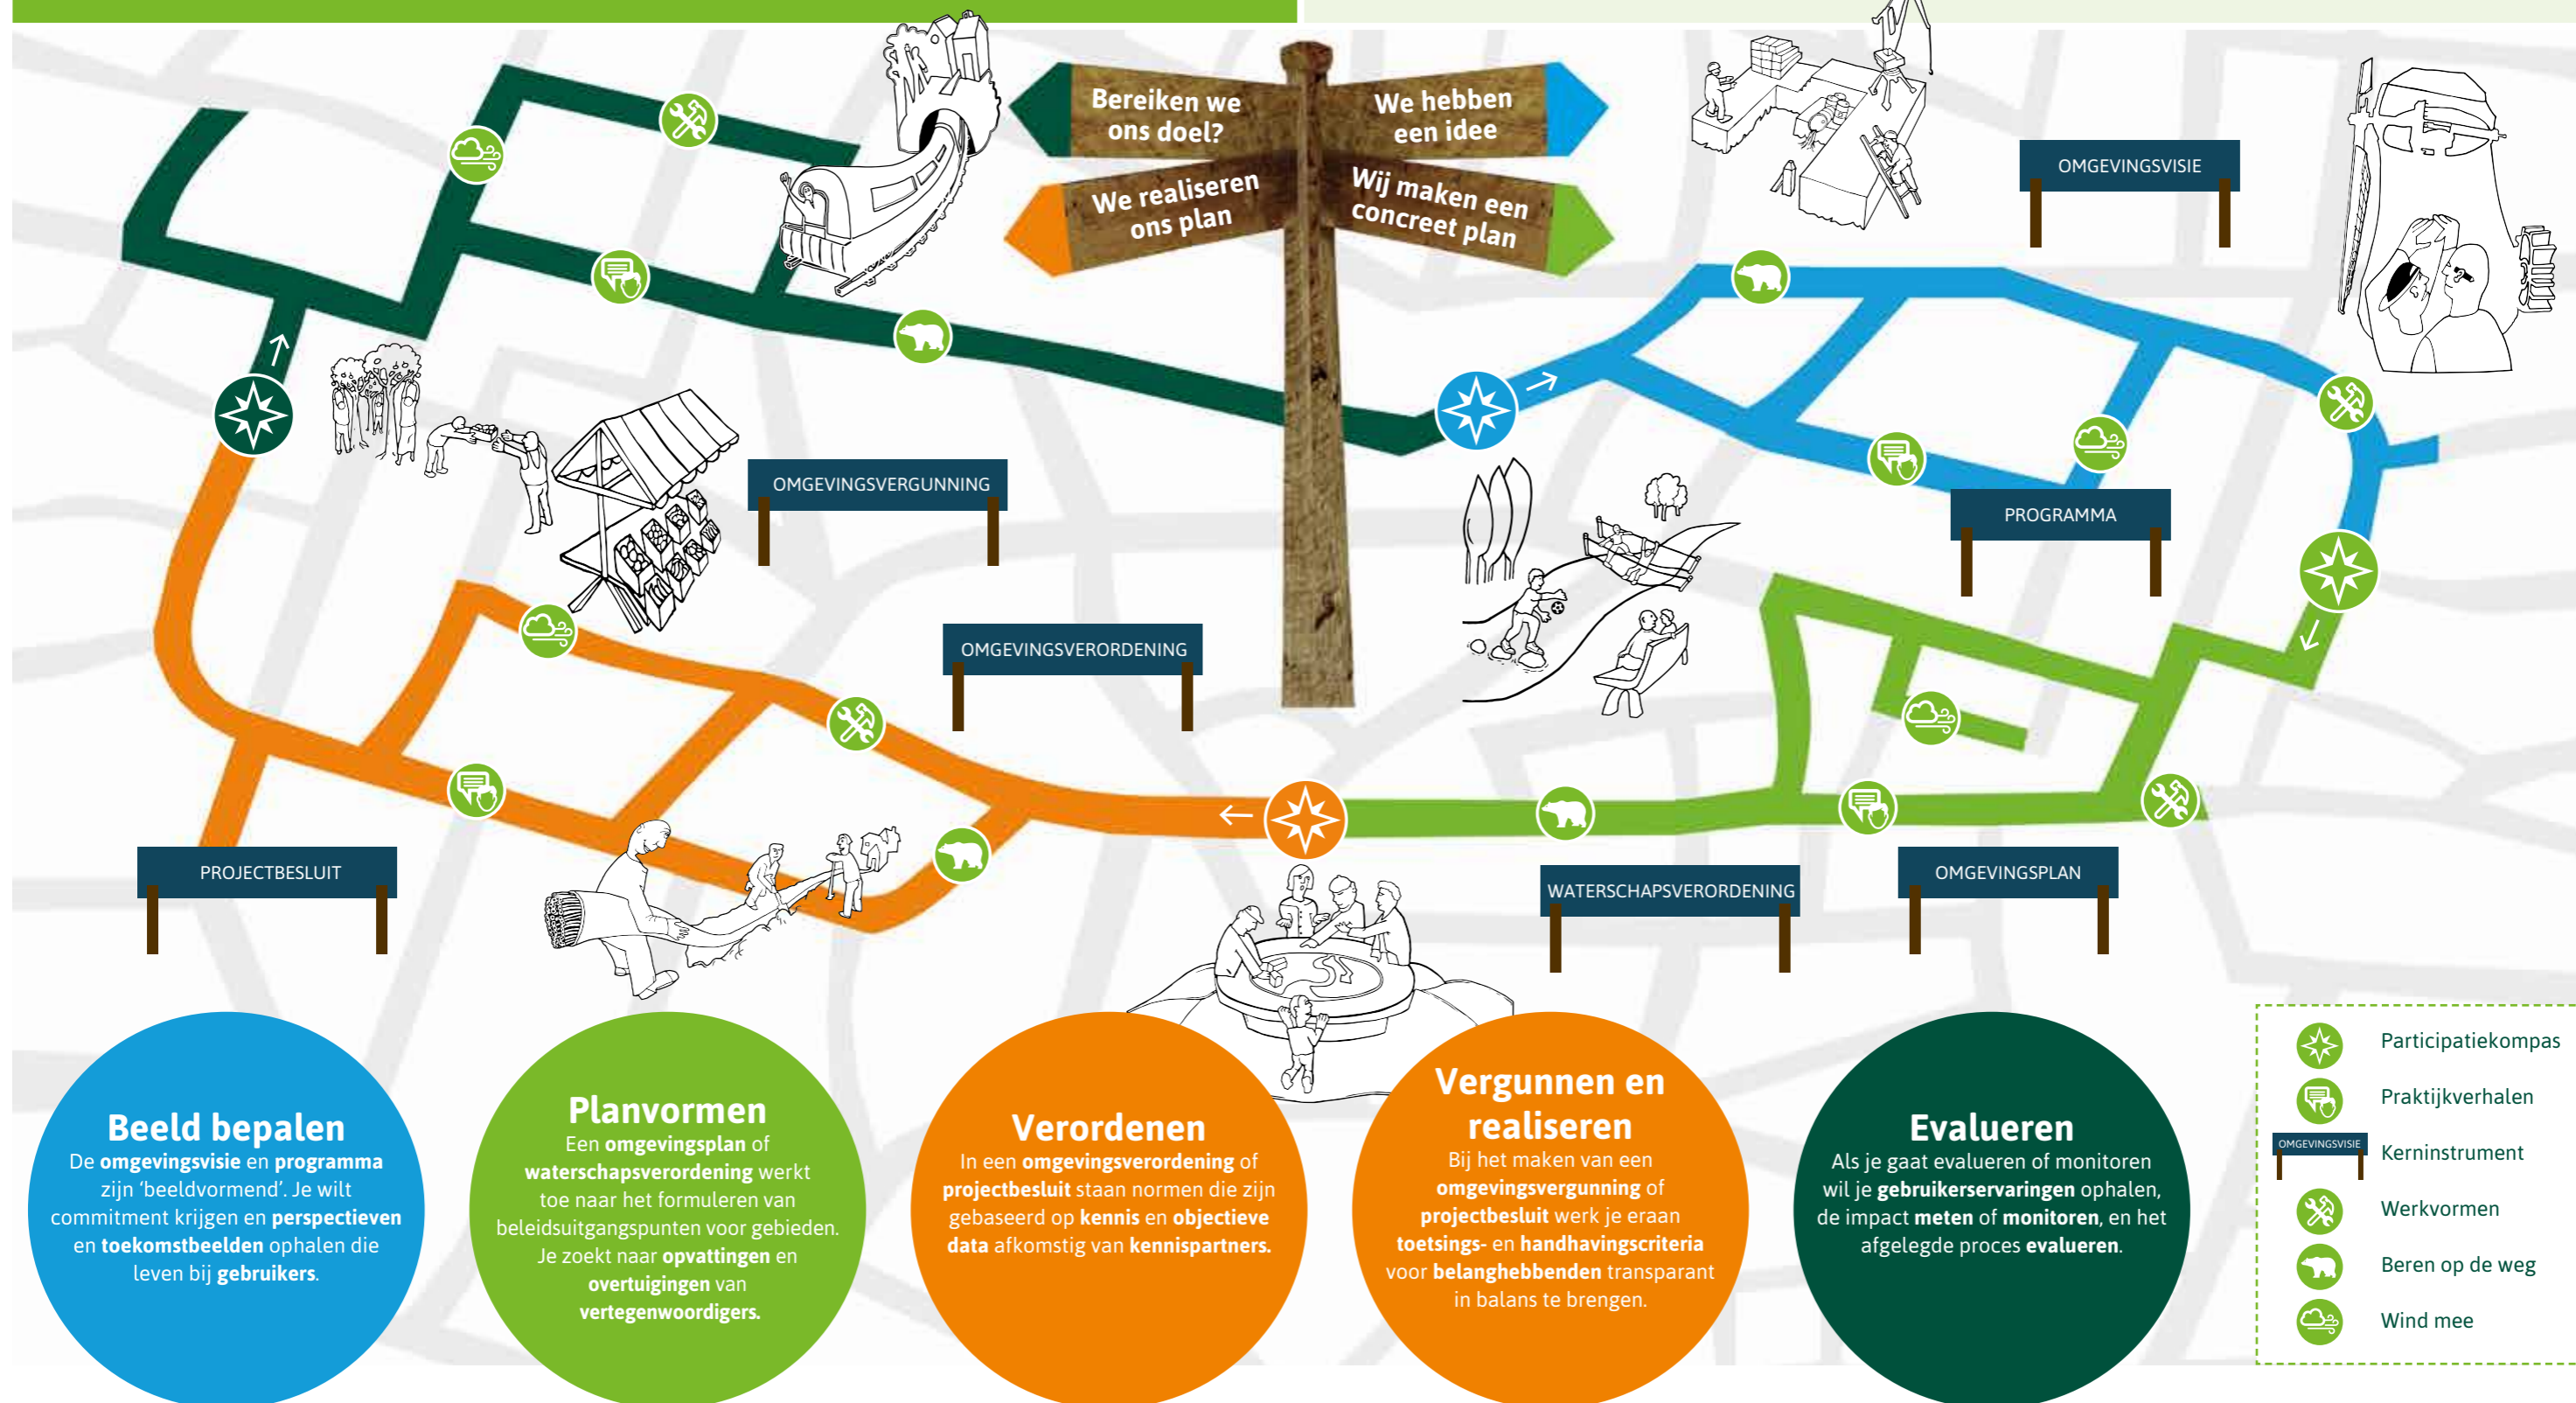 Bereiken we
ons doel?
We hebben
een idee
We realiseren
ons plan
Wij maken een
concreet plan
OMGEVINGSVISIE
OMGEVINGSVERGUNNING
PROGRAMMA
OMGEVINGSVERORDENING
PROJECTBESLUIT
WATERSCHAPSVERORDENING
OMGEVINGSPLAN
Beeld bepalen
De omgevingsvisie en programma
zijn ‘beeldvormend’. Je wilt
commitment krijgen en perspectieven
en toekomstbeelden ophalen die
leven bij gebruikers.
Planvormen
Een omgevingsplan of
waterschapsverordening werkt
toe naar het formuleren van
beleidsuitgangspunten voor gebieden.
Je zoekt naar opvattingen en
overtuigingen van
vertegenwoordigers.
Verordenen
In een omgevingsverordening of
projectbesluit staan normen die zijn
gebaseerd op kennis en objectieve
data afkomstig van kennispartners.
Vergunnen en
realiseren
Bij het maken van een
omgevingsvergunning of
projectbesluit werk je eraan
toetsings- en handhavingscriteria
voor belanghebbenden transparant
in balans te brengen.
Evalueren
Als je gaat evalueren of monitoren
wil je gebruikerservaringen ophalen,
de impact meten of monitoren, en het
afgelegde proces evalueren.
Participatiekompas
Praktijkverhalen
OMGEVINGSVISIE
Kerninstrument
Werkvormen
Beren op de weg
Wind mee